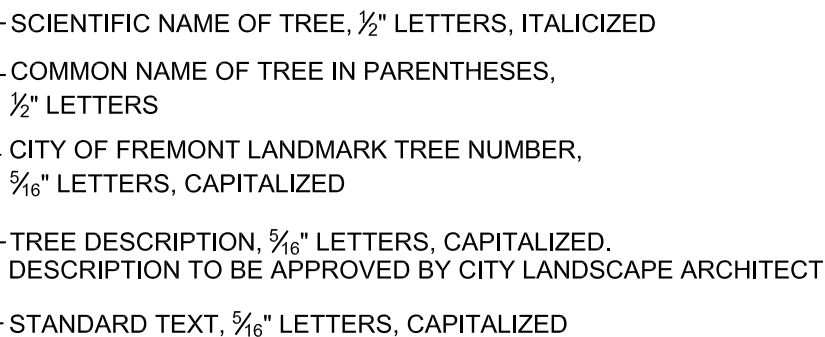 SCIENTIFIC NAME OF TREE, ½" LETTERS, ITALICIZED
COMMON NAME OF TREE IN PARENTHESES,
½" LETTERS
CITY OF FREMONT LANDMARK TREE NUMBER,
5⁄16" LETTERS, CAPITALIZED
TREE DESCRIPTION, 5⁄16" LETTERS, CAPITALIZED.
DESCRIPTION TO BE APPROVED BY CITY LANDSCAPE ARCHITECT
STANDARD TEXT, 5⁄16" LETTERS, CAPITALIZED